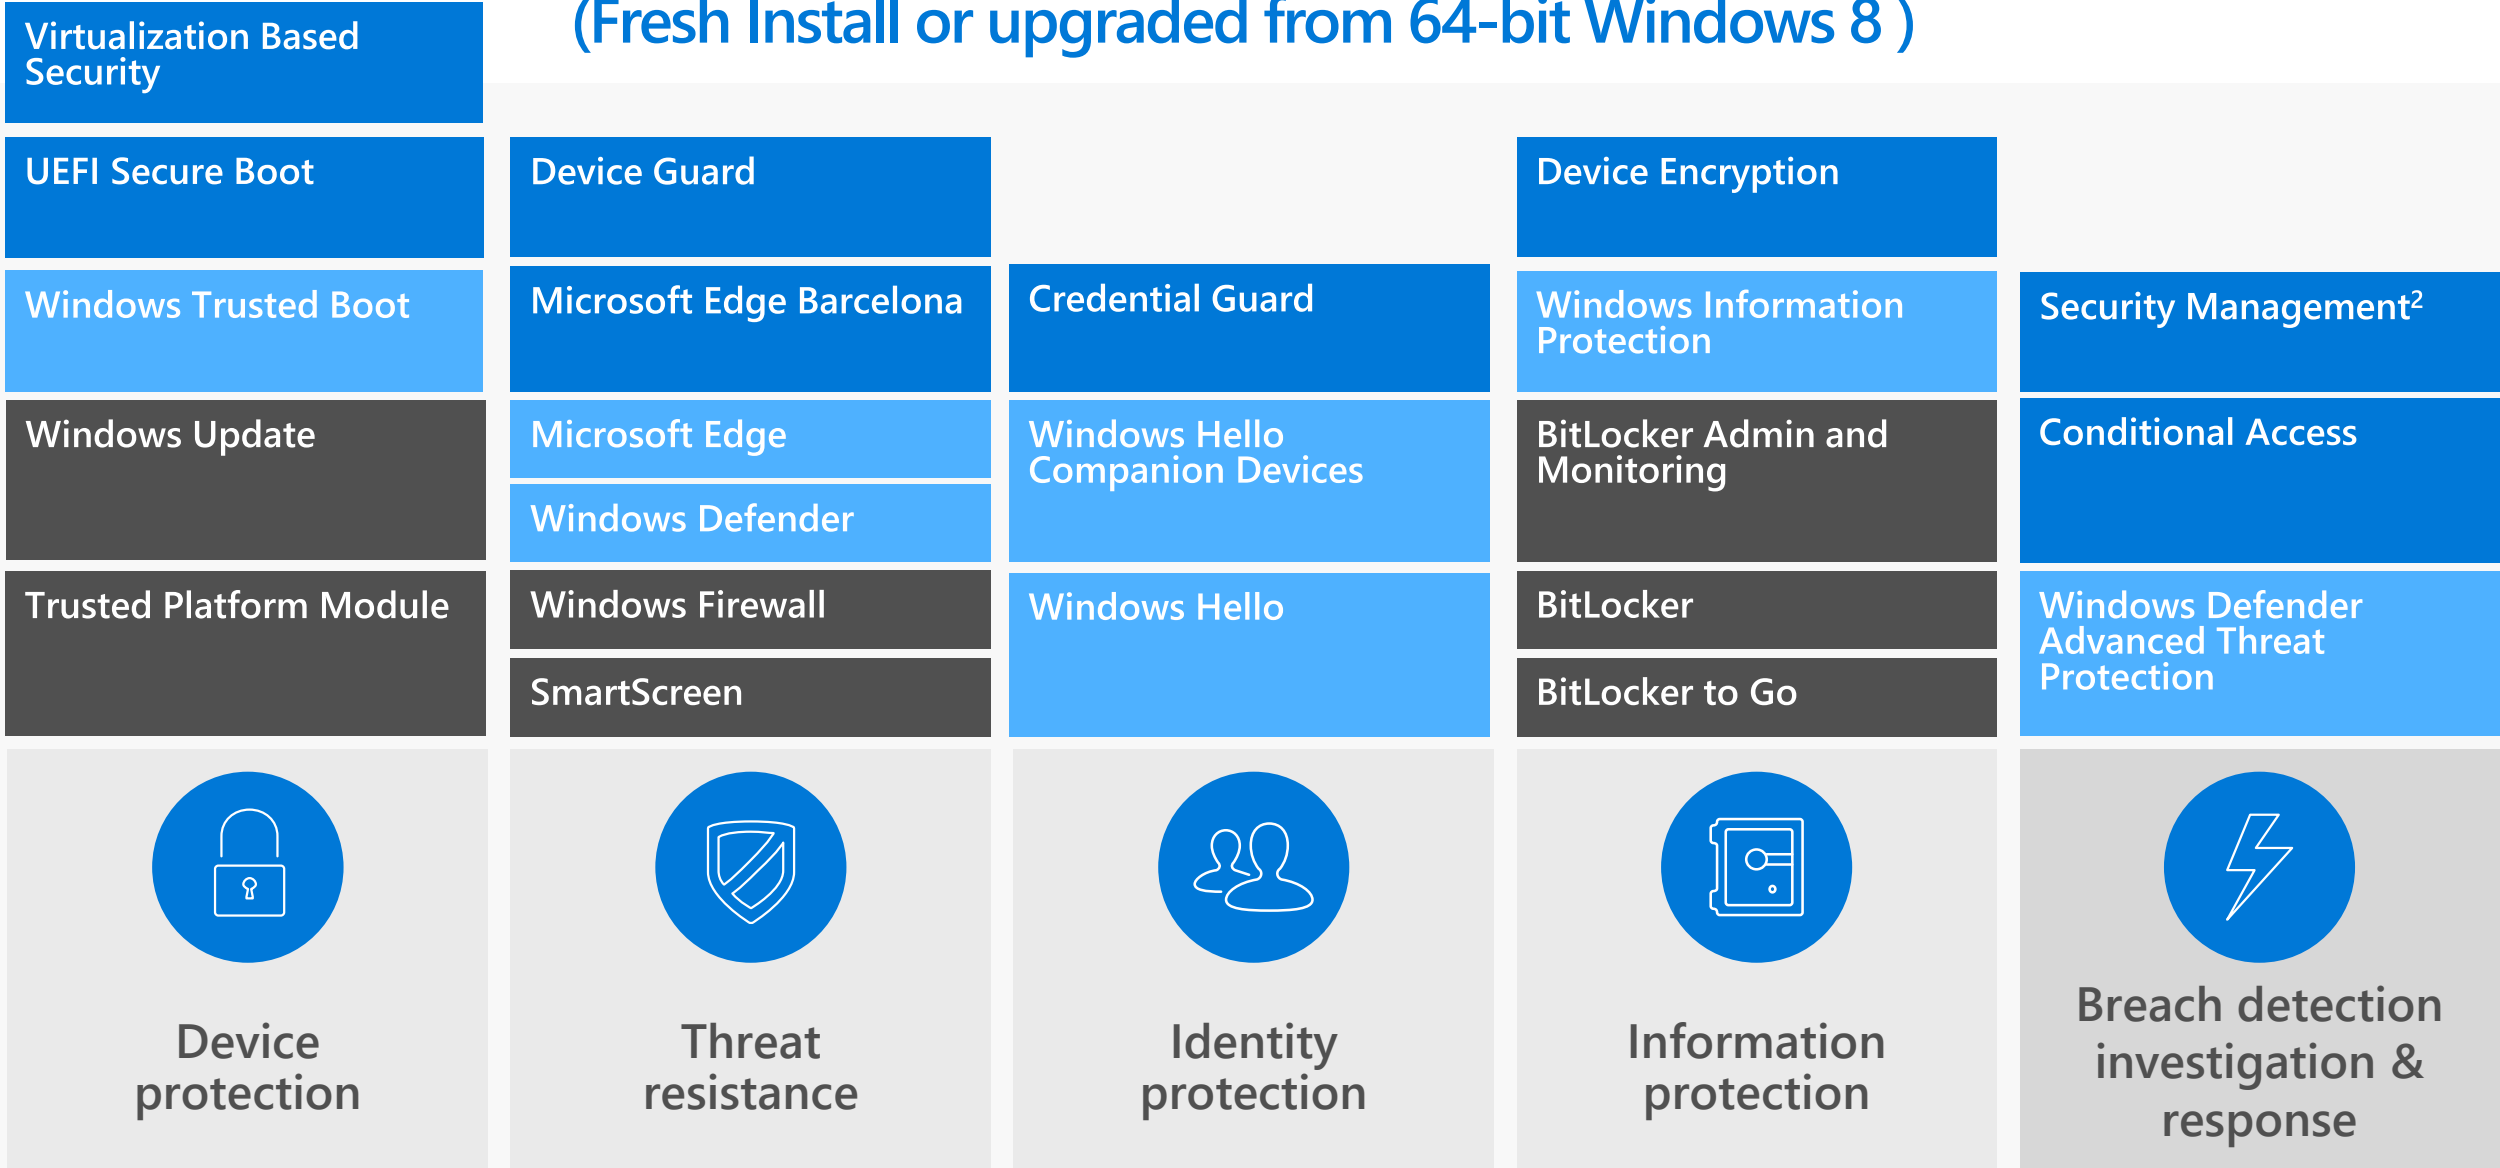 (Fresh Install or upgraded from 64-bit Windows 8 )
Virtualization Based
Security
UEFI Secure Boot
Windows Trusted Boot
Windows Update
Trusted Platform Module
Device
protection
Device Guard
Microsoft Edge Barcelona
Microsoft Edge
Windows Defender
Windows Firewall
SmartScreen
Threat
resistance
Credential Guard
Windows Hello
Companion Devices
Windows Hello
Identity
protection
Device Encryption
Windows Information
Protection
BitLocker Admin and
Monitoring
BitLocker
BitLocker to Go
Information
protection
Security Management²
Conditional Access
Windows Defender
Advanced Threat
Protection
Breach detection
investigation &
response